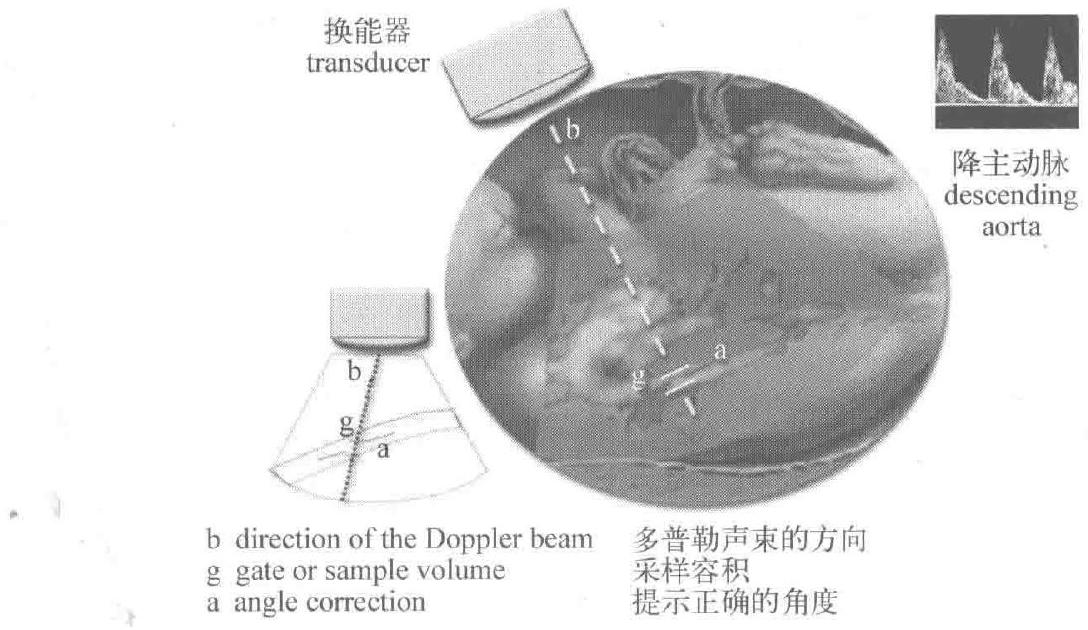 换能器
transducer
降主动脉
descending
aorta
b
a
g
b
g
a
b direction of the Doppler beam 多普勒声束的方向
g gate or sample volume 采样容积
a angle correction 提示正确的角度